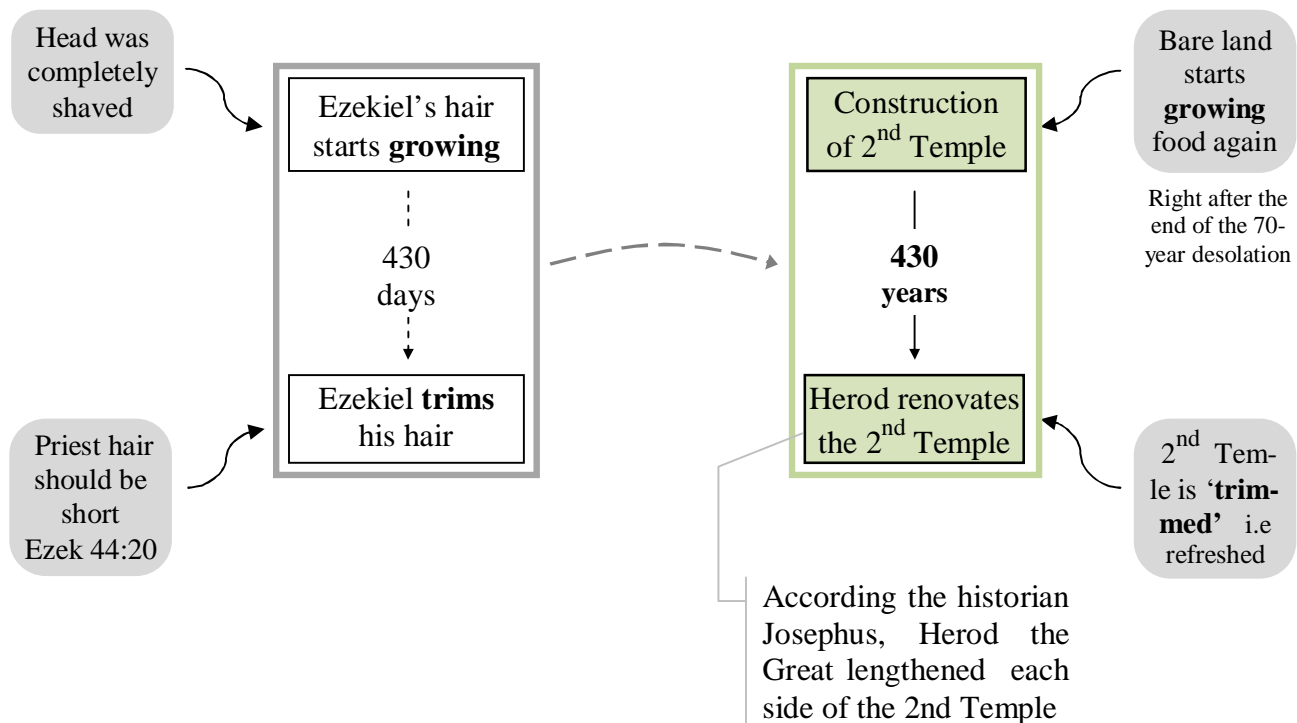 Head was
completely
shaved
Ezekiel’s hair
starts growing
430
days
Ezekiel trims
his hair
Priest hair
should be
short
Ezek 44:20
Construction
of 2nd Temple
430
years
Herod renovates
the 2nd Temple
Bare land
starts
growing
food again
Right after the
end of the 70-
year desolation
2nd Tem-
le is ‘trim-
med’ i.e
refreshed
According the historian
Josephus, Herod the
Great lengthened each
side of the 2nd Temple